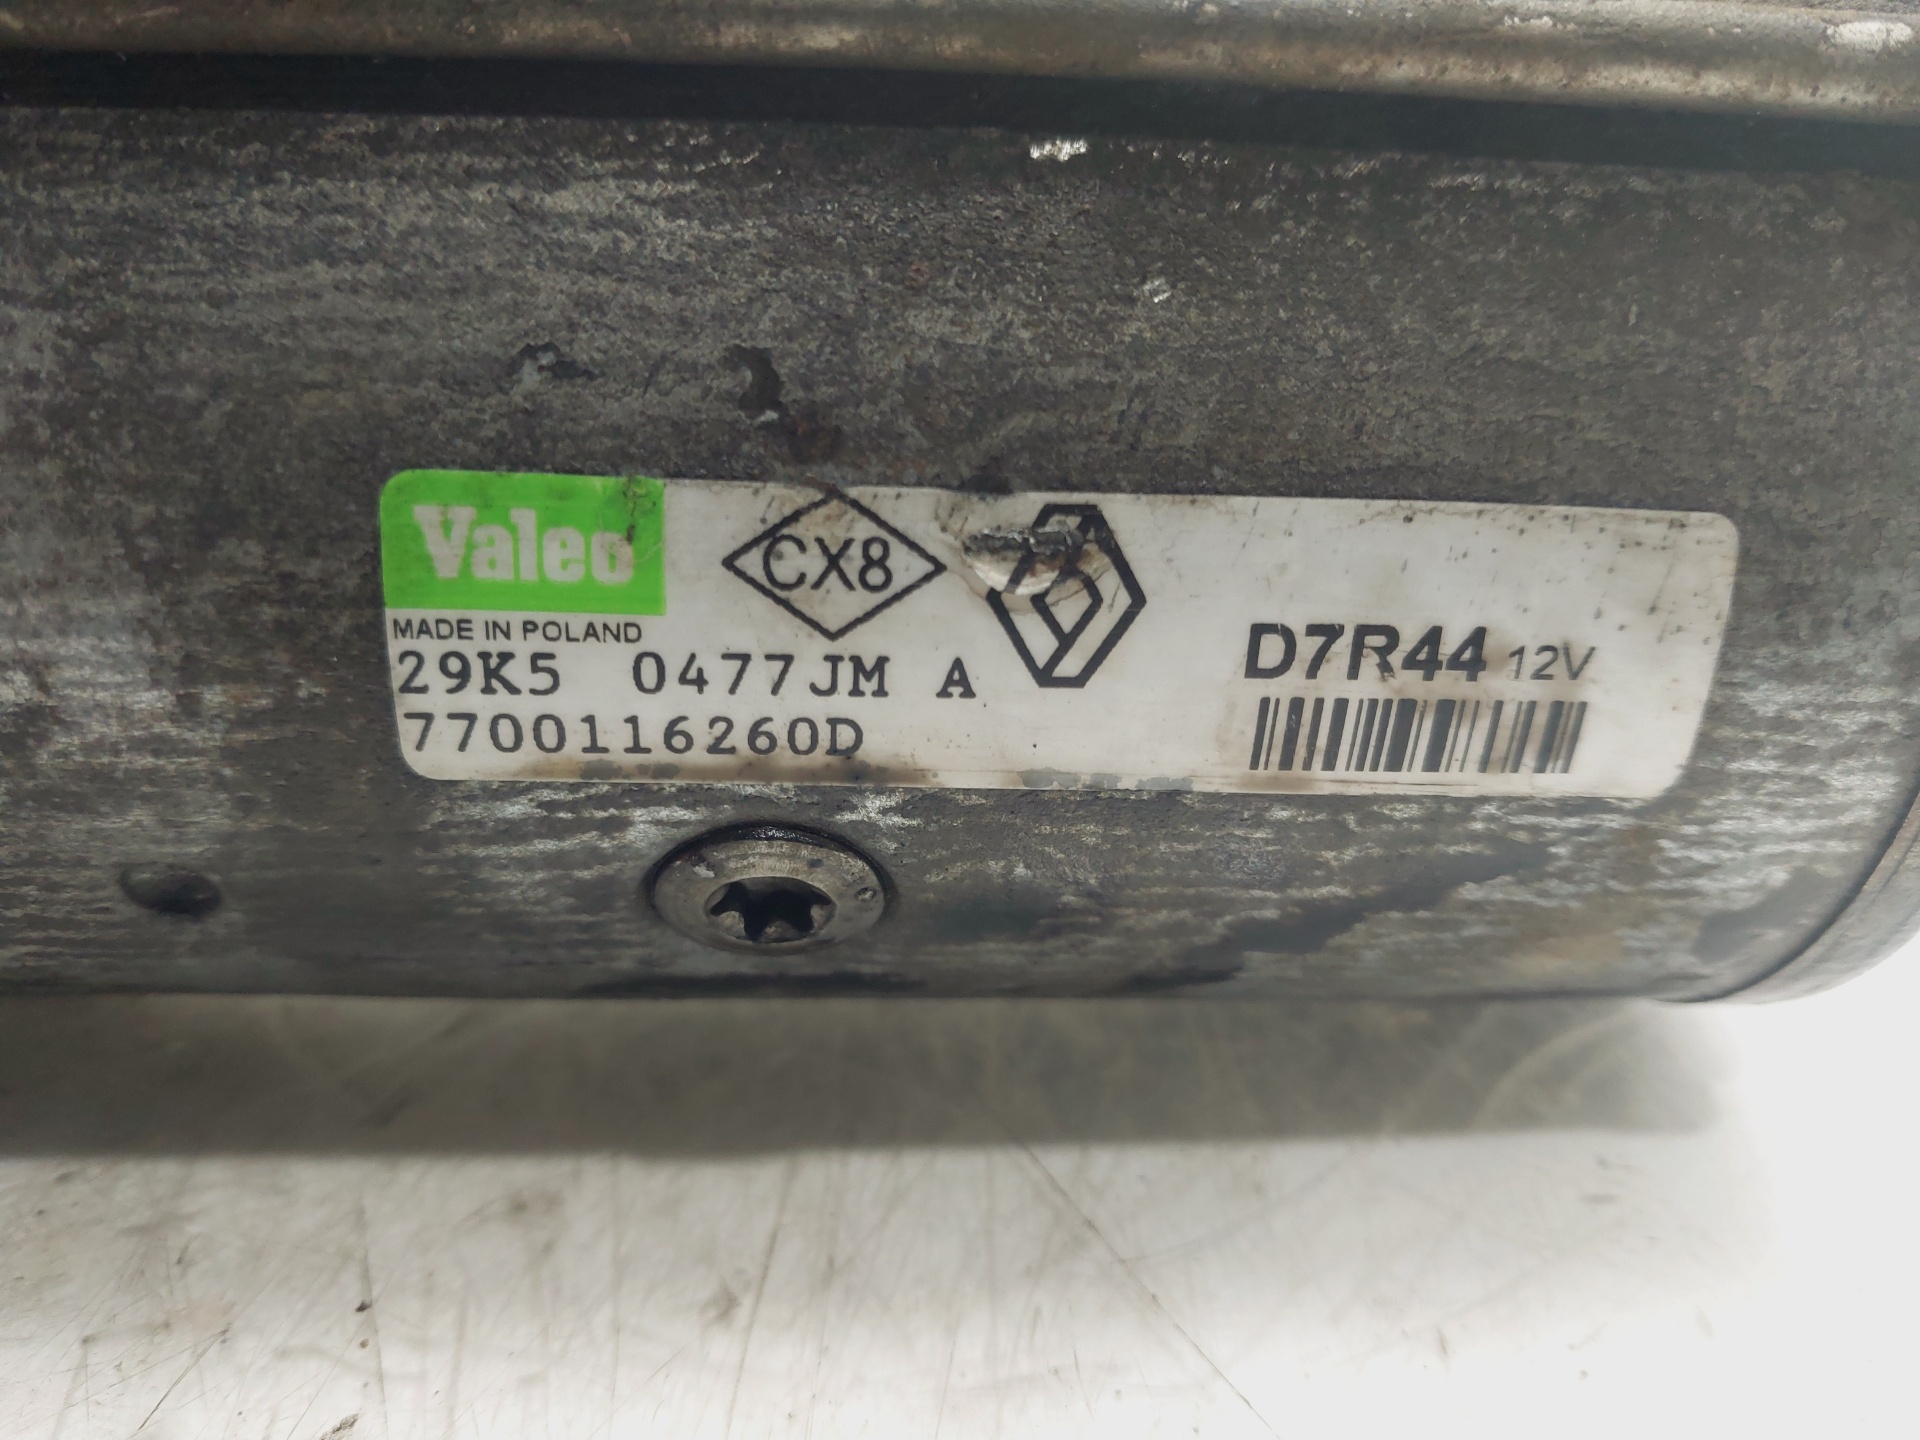 Valeo
CX8
MADE IN POLAND
29K5 0477JM A
D7R44 12V
7700116260D